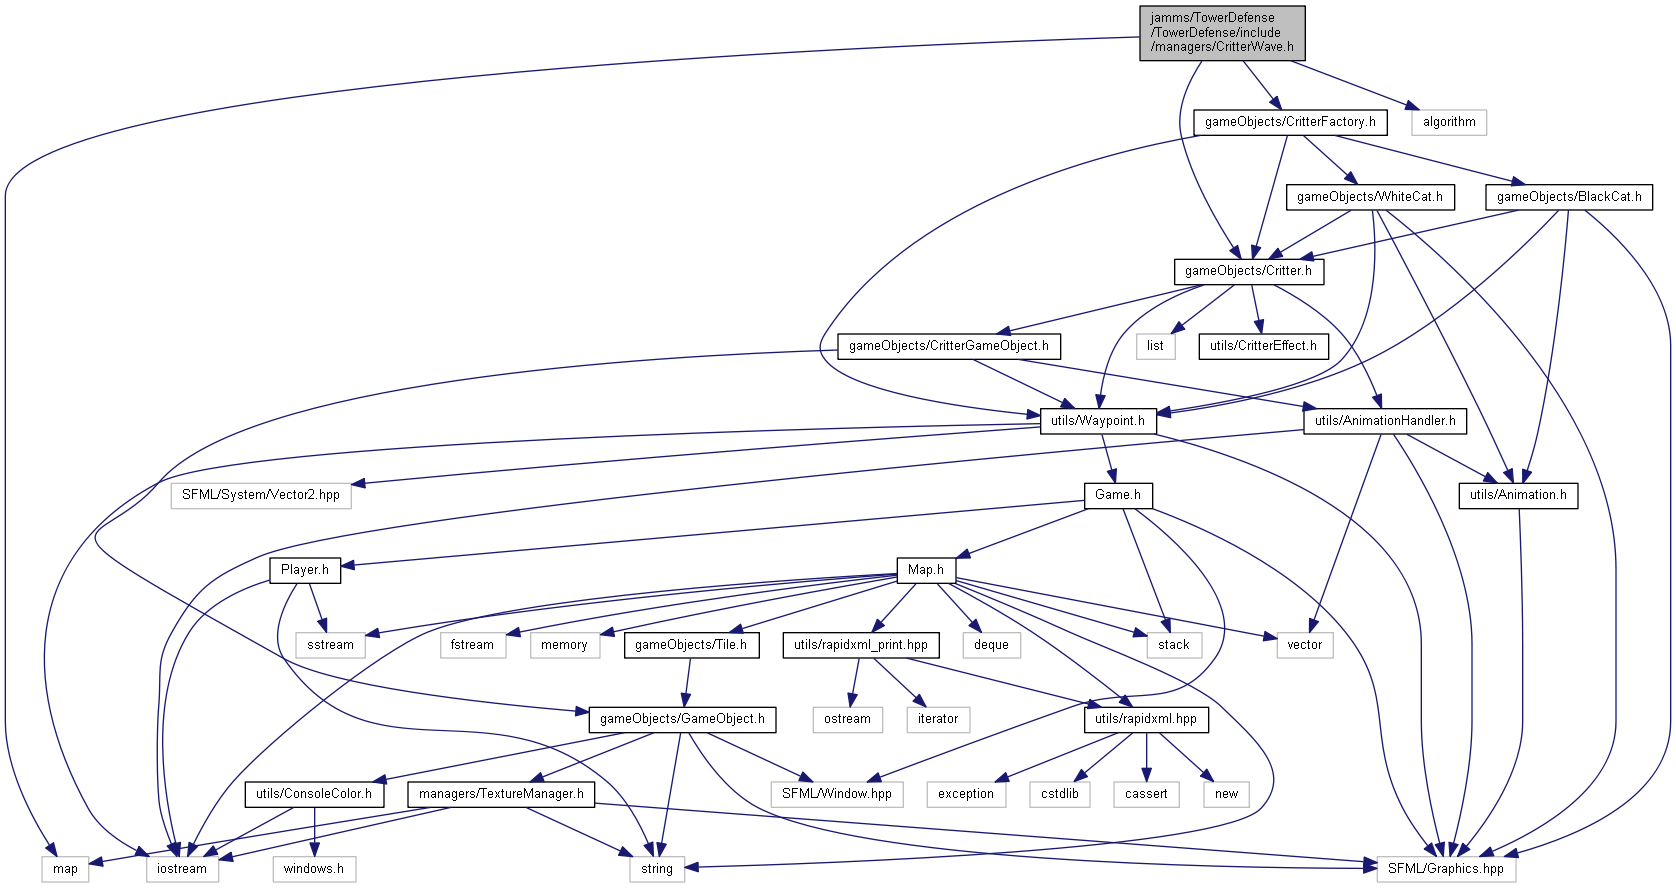 jamms/TowerDefense
/TowerDefense/include
/managers/CritterWave.h
gameObjects/CritterFactory.h
algorithm
gameObjects/WhiteCat.h
gameObjects/BlackCat.h
gameObjects/Critter.h
gameObjects/CritterGameObject.h
list
utils/CritterEffect.h
utils/Waypoint.h
utils/AnimationHandler.h
SFML/System/Vector2.hpp
Game.h
utils/Animation.h
Player.h
Map.h
sstream
fstream
memory
gameObjects/Tile.h
utils/rapidxml_print.hpp
deque
stack
vector
gameObjects/GameObject.h
ostream
iterator
utils/rapidxml.hpp
utils/ConsoleColor.h
managers/TextureManager.h
SFML/Window.hpp
exception
cstdlib
cassert
new
map
iostream
windows.h
string
SFML/Graphics.hpp